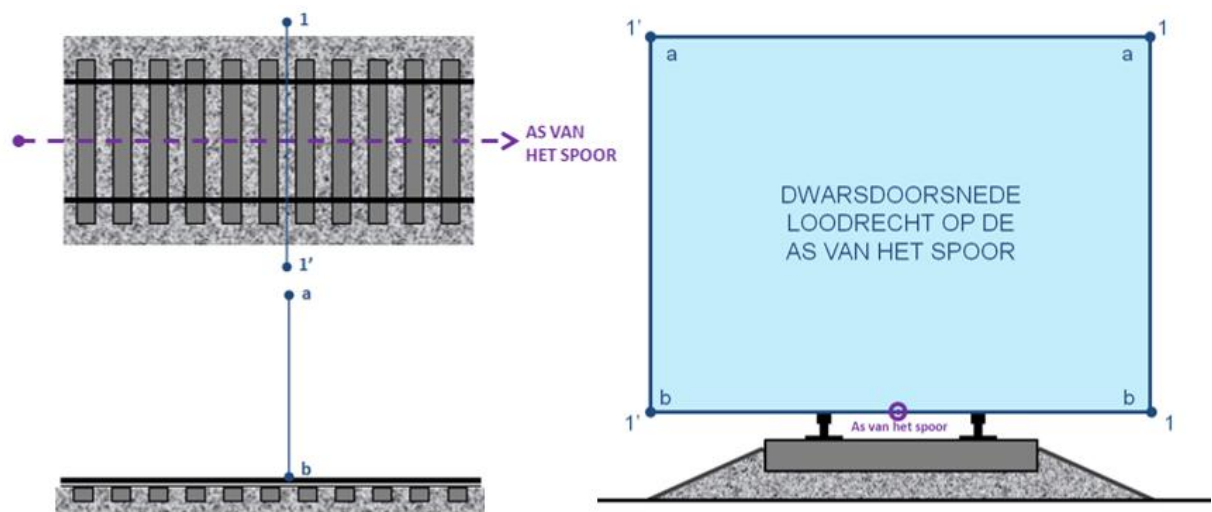 1
AS VAN
HET SPOOR
1'
a
b
1'
1
a
a
DWARSDOORSNEDE
LOODRECHT OP DE
AS VAN HET SPOOR
b
b
1'
1
As van het spoor